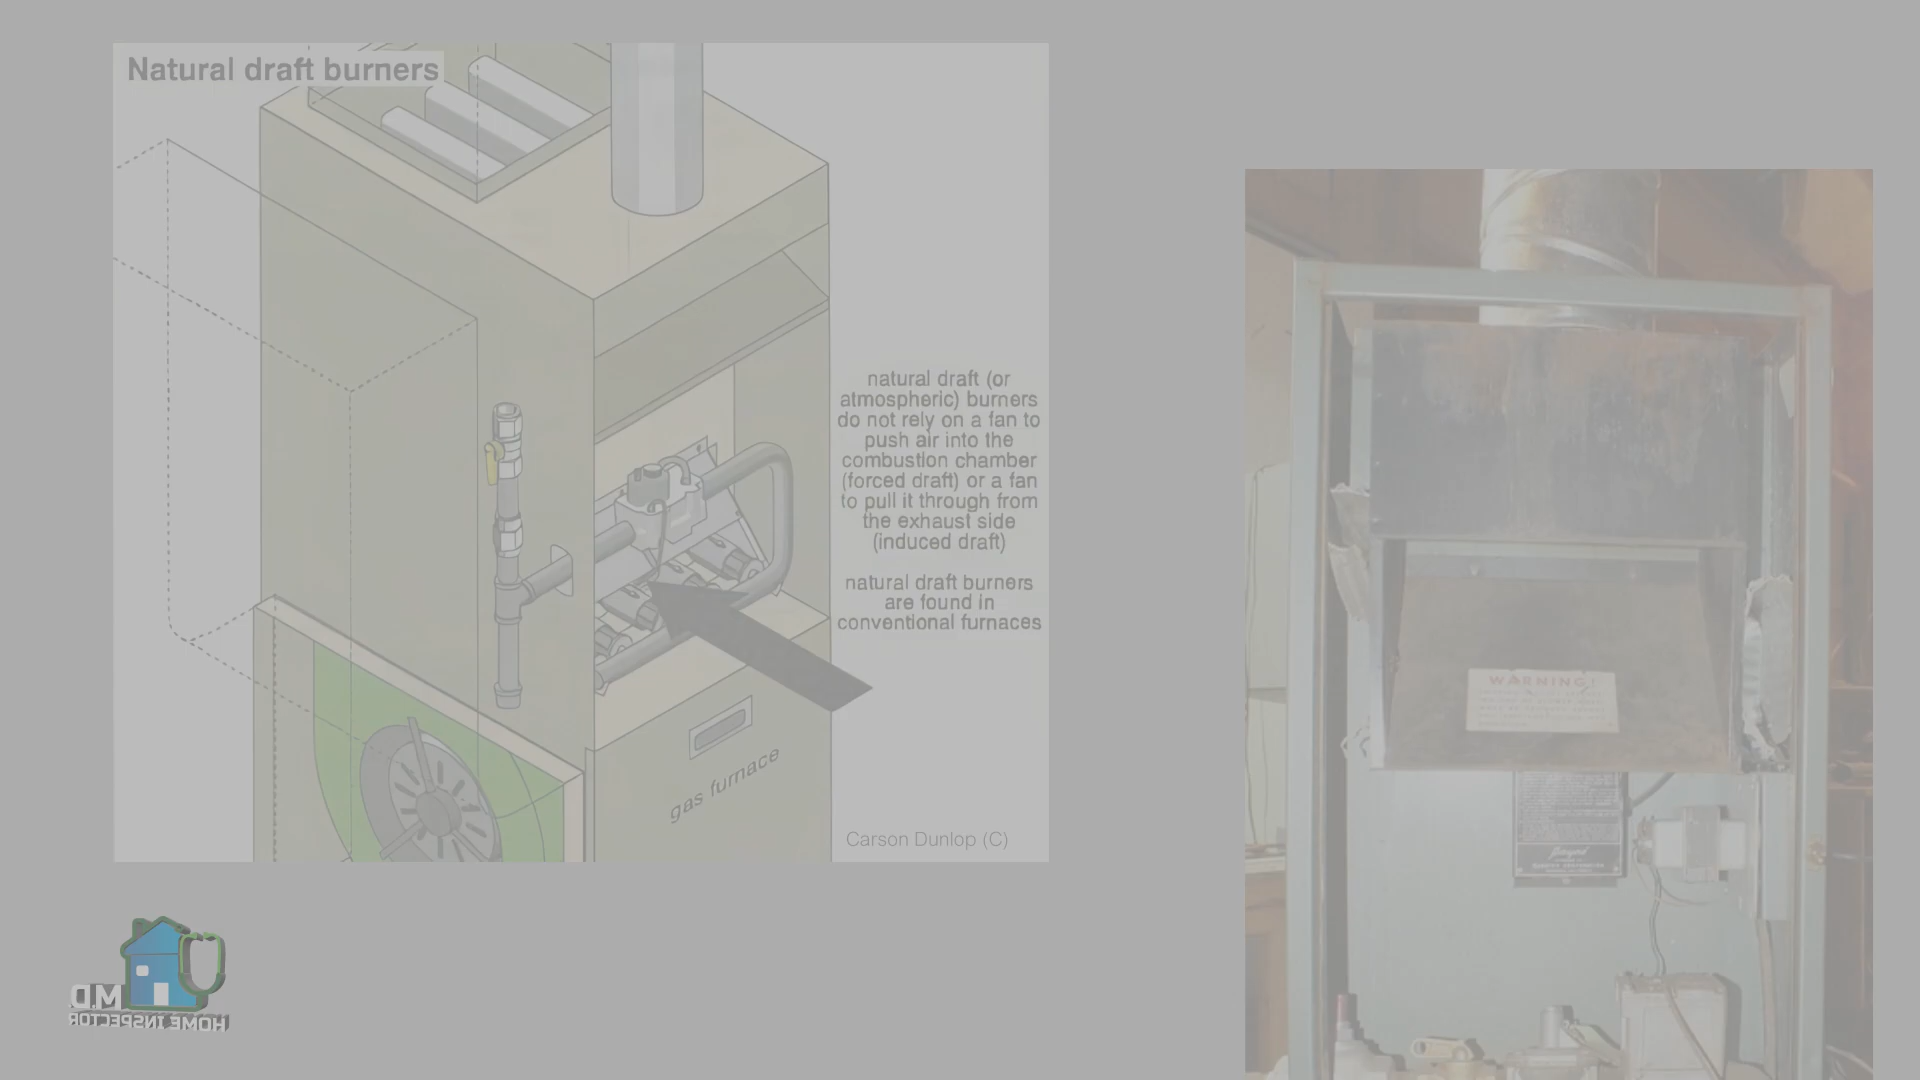 Natural draft burners
natural draft (or
atmospheric) burners
do not rely on a fan to
push air into the
combustion chamber
(forced draft) or a fan
to pull it through from
the exhaust side
(induced draft)
natural draft burners
are found in
conventional furnaces
gas furnace
Carson Dunlop (C)
WARNING!
M.D.
HOME INSPECTOR